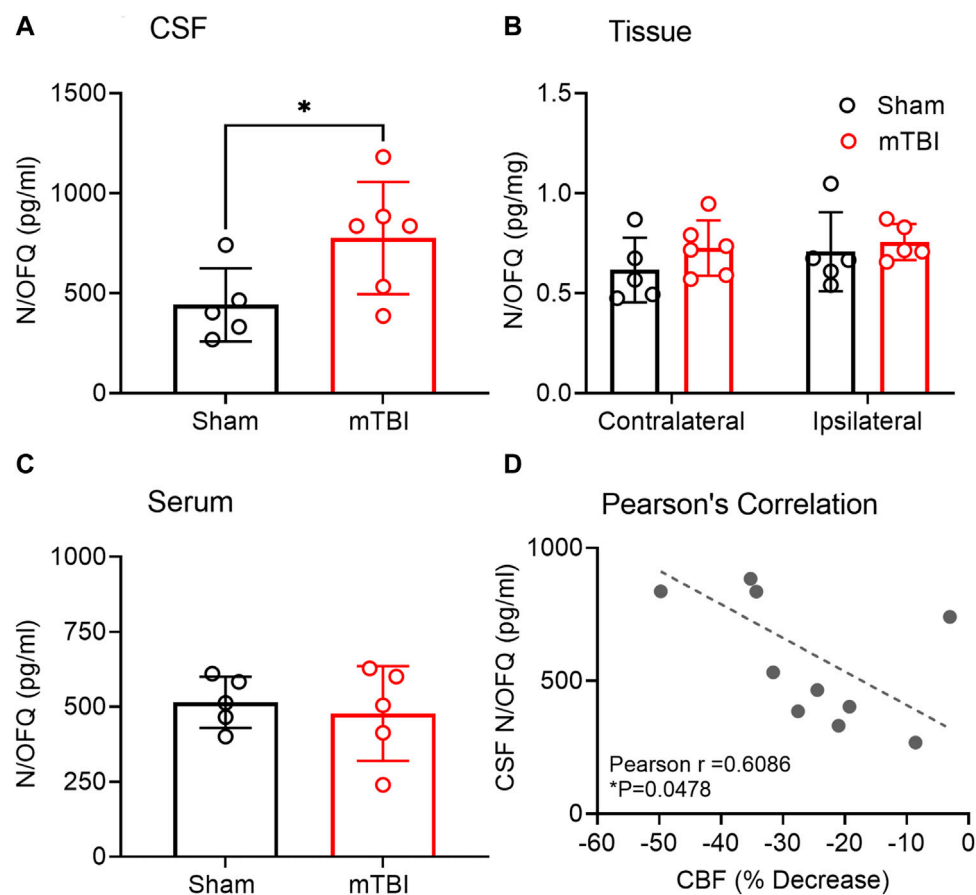 A CSF
1500
1000
500
0
N/OFQ (pg/ml)
*
Sham mTBI
B Tissue
1.5
1.0
0.5
0.0
N/OFQ (pg/mg)
Sham
mTBI
Contralateral Ipsilateral
C Serum
1000
750
500
250
0
N/OFQ (pg/ml)
Sham mTBI
D Pearson's Correlation
1000
500
0
CSF N/OFQ (pg/ml)
Pearson r =0.6086
*P=0.0478
-60 -50 -40 -30 -20 -10 0
CBF (% Decrease)